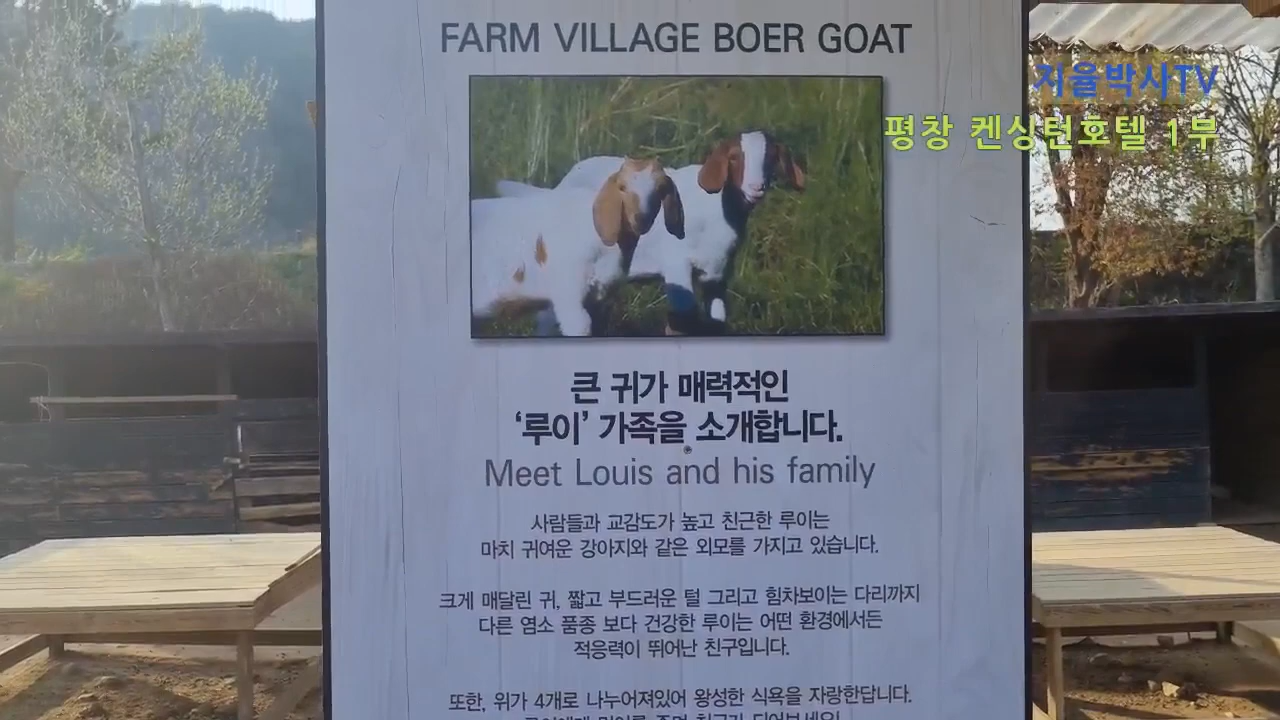 FARM VILLAGE BOER GOAT
지율박사TV
평창 켄싱턴호텔 1부
큰 귀가 매력적인
‘루이’ 가족을 소개합니다.
Meet Louis and his family
사람들과 교감도가 높고 친근한 루이는
마치 귀여운 강아지와 같은 외모를 가지고 있습니다.
크게 매달린 귀, 짧고 부드러운 털 그리고 힘차보이는 다리까지
다른 염소 품종 보다 건강한 루이는 어떤 환경에서든
적응력이 뛰어난 친구입니다.
또한, 위가 4개로 나누어져있어 왕성한 식욕을 자랑한답니다.